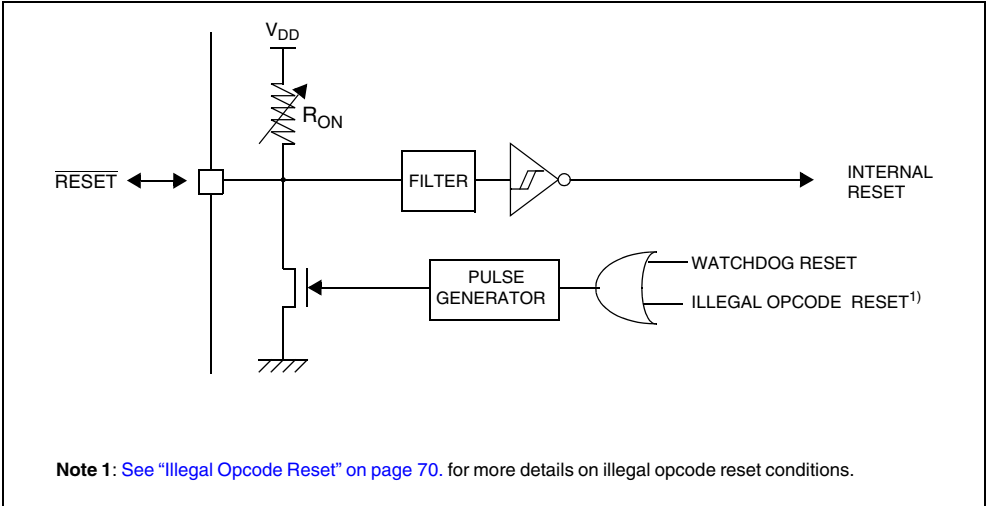 VDD
RON
RESET
FILTER
INTERNAL
RESET
PULSE
GENERATOR
WATCHDOG RESET
ILLEGAL OPCODE RESET1)
Note 1: See “Illegal Opcode Reset” on page 70. for more details on illegal opcode reset conditions.